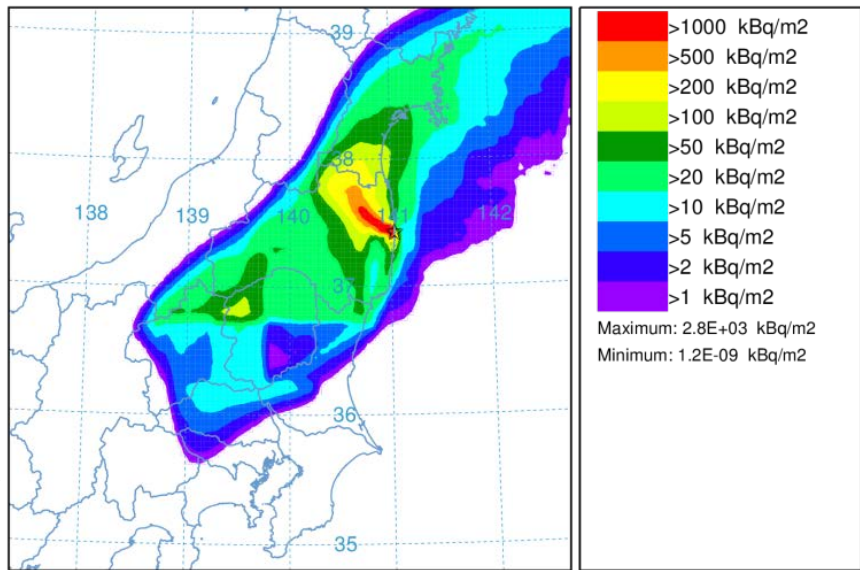 39
38
138
139
140
141
142
37
36
35
>1000 kBq/m2
>500 kBq/m2
>200 kBq/m2
>100 kBq/m2
>50 kBq/m2
>20 kBq/m2
>10 kBq/m2
>5 kBq/m2
>2 kBq/m2
>1 kBq/m2
Maximum: 2.8E+03 kBq/m2
Minimum: 1.2E-09 kBq/m2